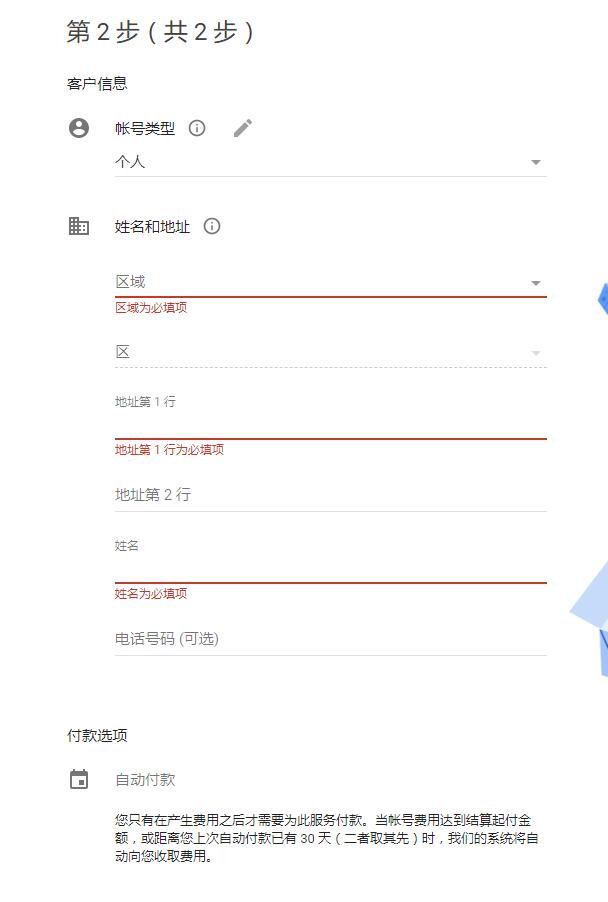 第 2 步 ( 共 2 步 )
客户信息
帐号类型
个人
姓名和地址
区域
区域为必填项
区
地址第 1 行
地址第 1 行为必填项
地址第 2 行
姓名
姓名为必填项
电话号码 (可选)
付款选项
自动付款
您只有在产生费用之后才需要为此服务付款。当帐号费用达到结算起付金
额，或距离您上次自动付款已有 30 天（二者取其先）时，我们的系统将自
动向您收取费用。